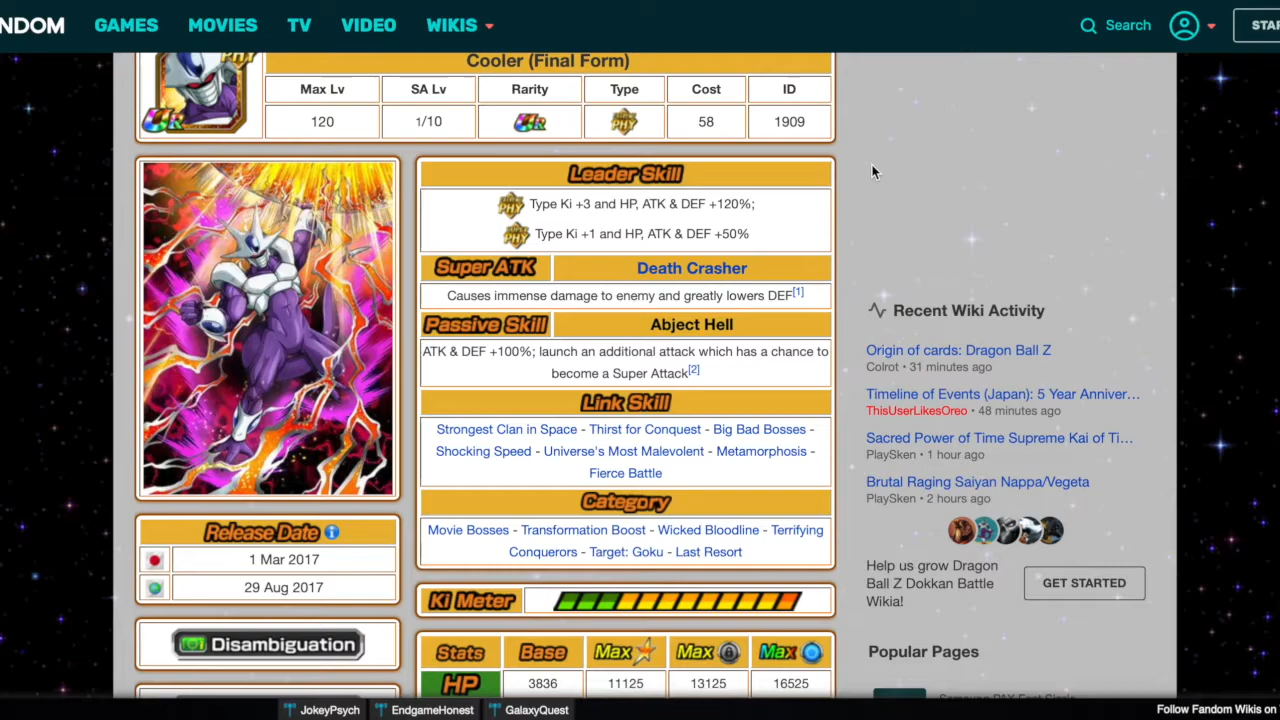 NDOM GAMES MOVIES TV VIDEO WIKIS Search STAR
Cooler (Final Form)
Max Lv SA Lv Rarity Type Cost ID
120 1/10 UR PHY 58 1909
Leader Skill
SUPER PHY Type Ki +3 and HP, ATK & DEF +120%;
PHY Type Ki +1 and HP, ATK & DEF +50%
Super ATK Death Crasher
Causes immense damage to enemy and greatly lowers DEF[1]
Passive Skill Abject Hell
ATK & DEF +100%; launch an additional attack which has a chance to
become a Super Attack[2]
Link Skill
Strongest Clan in Space - Thirst for Conquest - Big Bad Bosses -
Shocking Speed - Universe's Most Malevolent - Metamorphosis -
Fierce Battle
Category
Movie Bosses - Transformation Boost - Wicked Bloodline - Terrifying
Conquerors - Target: Goku - Last Resort
Release Date
1 Mar 2017
29 Aug 2017
Disambiguation
Ki Meter
Stats Base Max Max Max
HP 3836 11125 13125 16525
Recent Wiki Activity
Origin of cards: Dragon Ball Z
Colrot • 31 minutes ago
Timeline of Events (Japan): 5 Year Anniver…
ThisUserLikesOreo • 48 minutes ago
Sacred Power of Time Supreme Kai of Ti…
PlaySken • 1 hour ago
Brutal Raging Saiyan Nappa/Vegeta
PlaySken • 2 hours ago
Help us grow Dragon
Ball Z Dokkan Battle
Wikia!
GET STARTED
Popular Pages
JokeyPsych EndgameHonest GalaxyQuest
Follow Fandom Wikis on